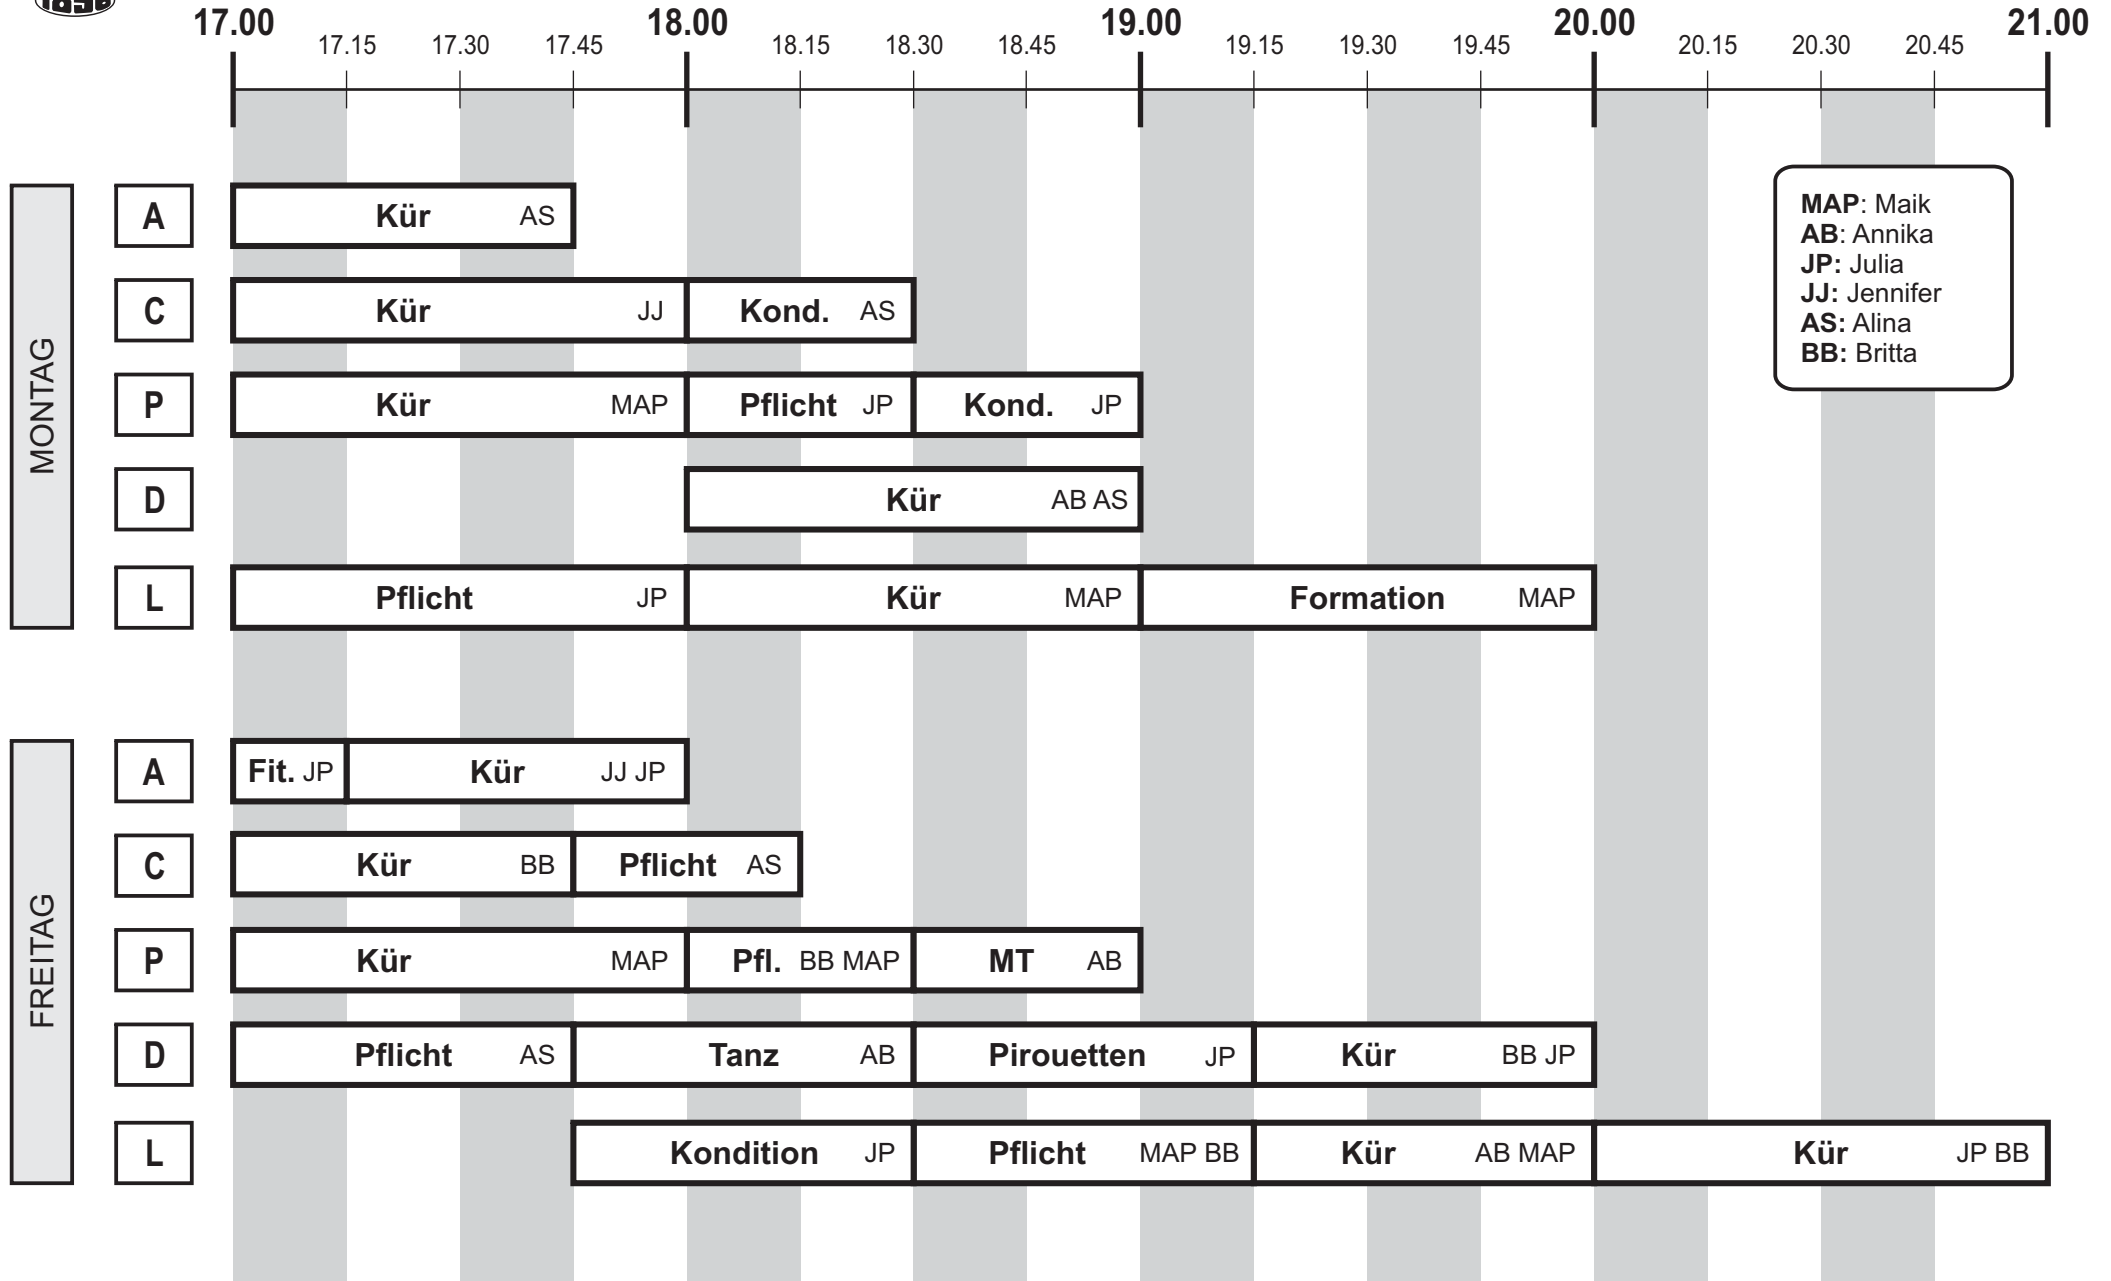 17.00 18.00 19.00 20.00 21.00
17.15 17.30 17.45 18.15 18.30 18.45 19.15 19.30 19.45 20.15 20.30 20.45
MONTAG
A Kür AS
C Kür JJ Kond. AS
P Kür MAP Pflicht JP Kond. JP
D Kür AB AS
L Pflicht JP Kür MAP Formation MAP
MAP: Maik
AB: Annika
JP: Julia
JJ: Jennifer
AS: Alina
BB: Britta
FREITAG
A Fit. JP Kür JJ JP
C Kür BB Pflicht AS
P Kür MAP Pfl. BB MAP MT AB
D Pflicht AS Tanz AB Pirouetten JP Kür BB JP
L Kondition JP Pflicht MAP BB Kür AB MAP Kür JP BB